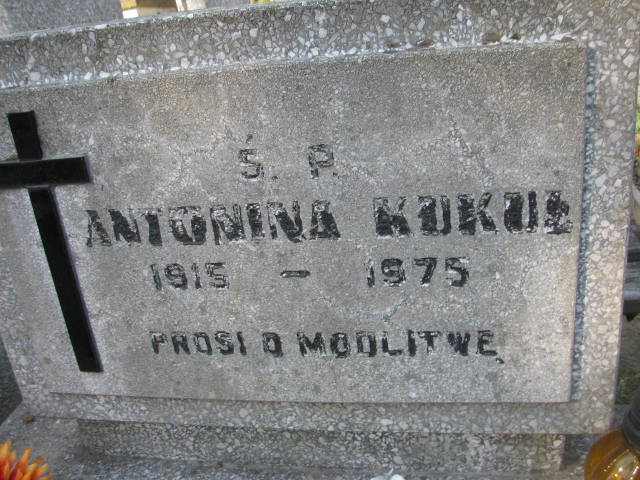 Ś. P.
ANTONINA KUKUŁ
1915 – 1975
PROSI O MODLITWĘ